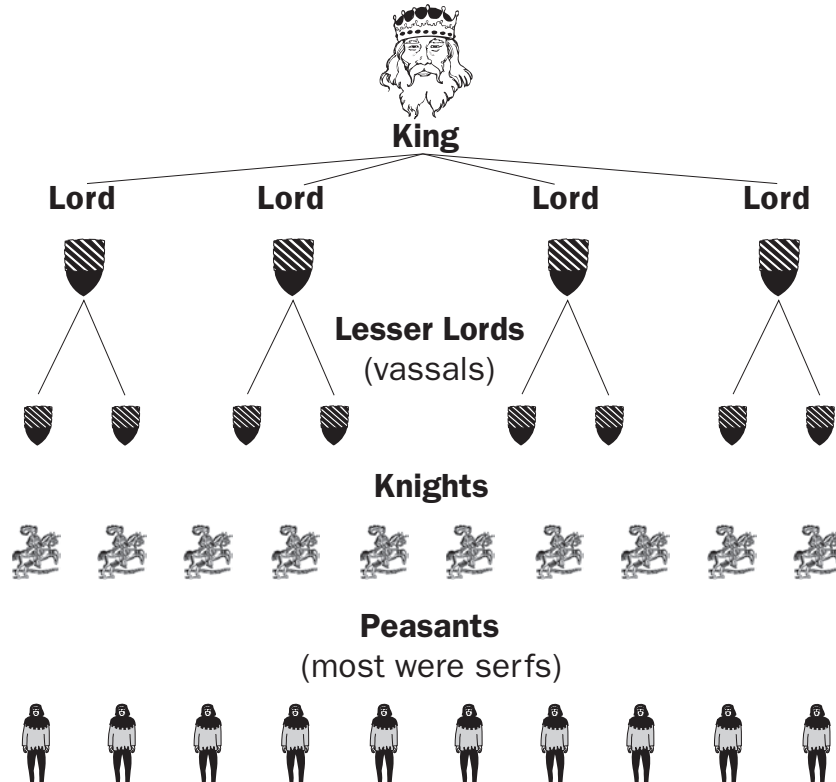 King
Lord Lord Lord Lord
Lesser Lords
(vassals)
Knights
Peasants
(most were serfs)